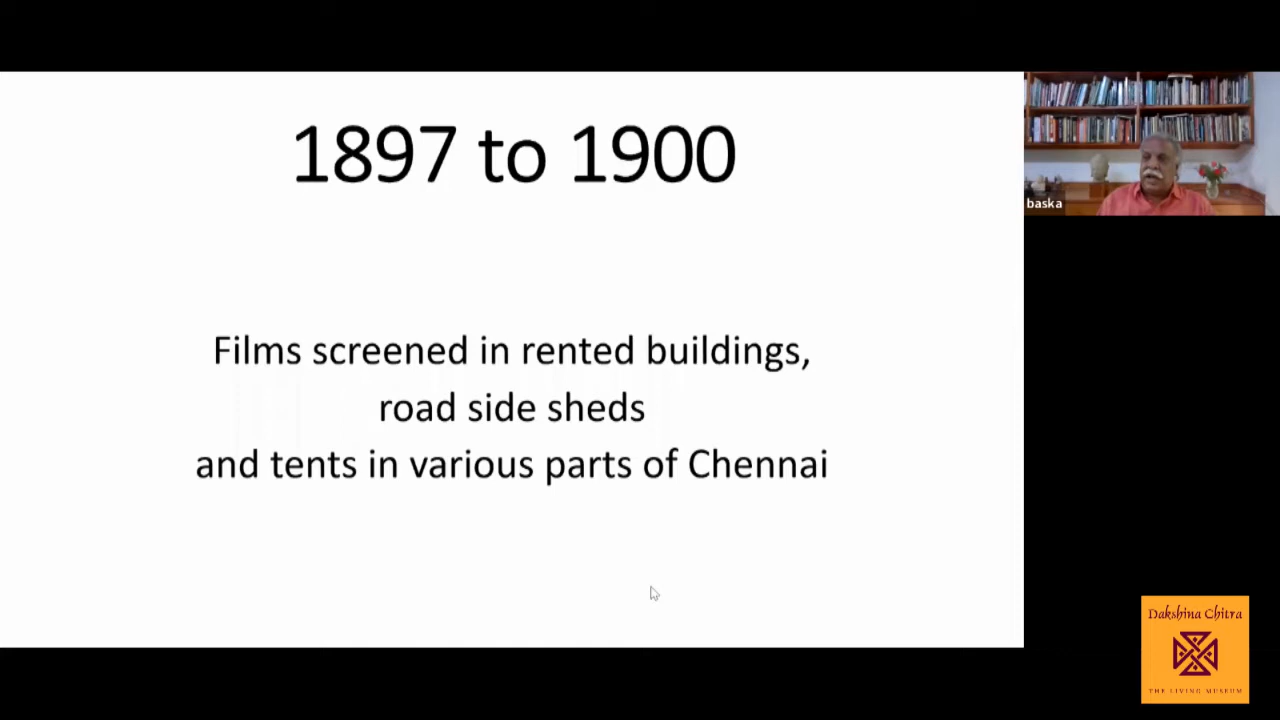 1897 to 1900
Films screened in rented buildings,
road side sheds
and tents in various parts of Chennai
baska
Dakshina Chitra
THE LIVING MUSEUM